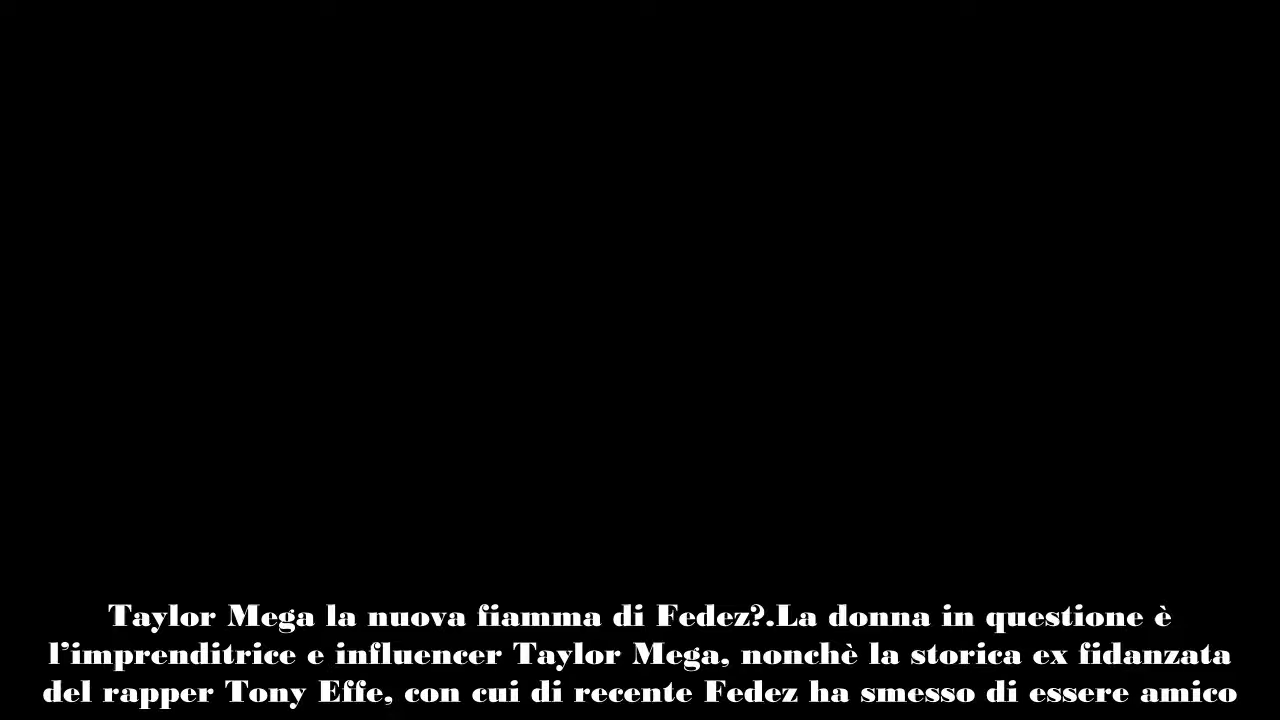 Taylor Mega la nuova fiamma di Fedez?.La donna in questione è
l’imprenditrice e influencer Taylor Mega, nonchè la storica ex fidanzata
del rapper Tony Effe, con cui di recente Fedez ha smesso di essere amico